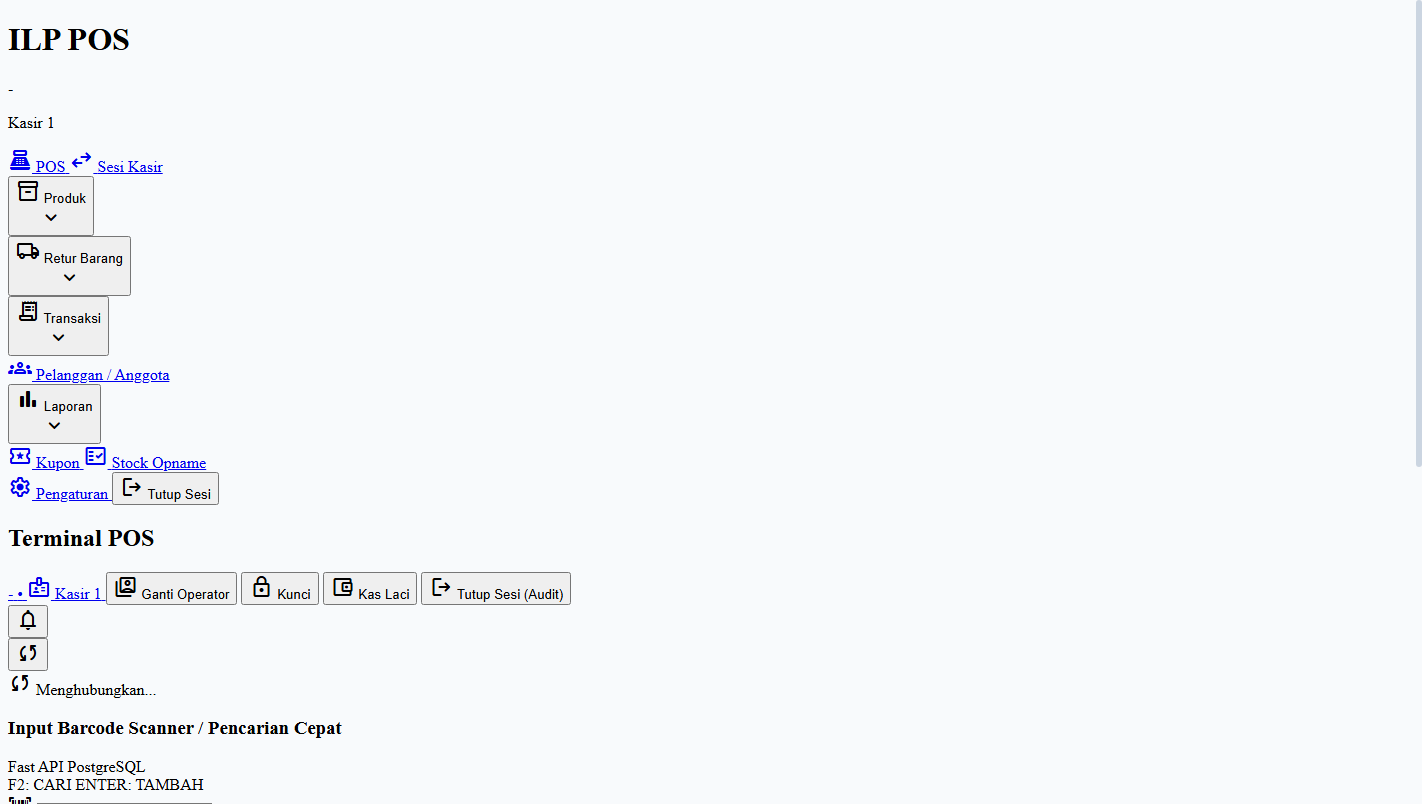 ILP POS
-
Kasir 1
POS Sesi Kasir
Produk
Retur Barang
Transaksi
Pelanggan / Anggota
Laporan
Kupon Stock Opname
Pengaturan Tutup Sesi
Terminal POS
- • Kasir 1 Ganti Operator Kunci Kas Laci Tutup Sesi (Audit)
Menghubungkan...
Input Barcode Scanner / Pencarian Cepat
Fast API PostgreSQL
F2: CARI ENTER: TAMBAH